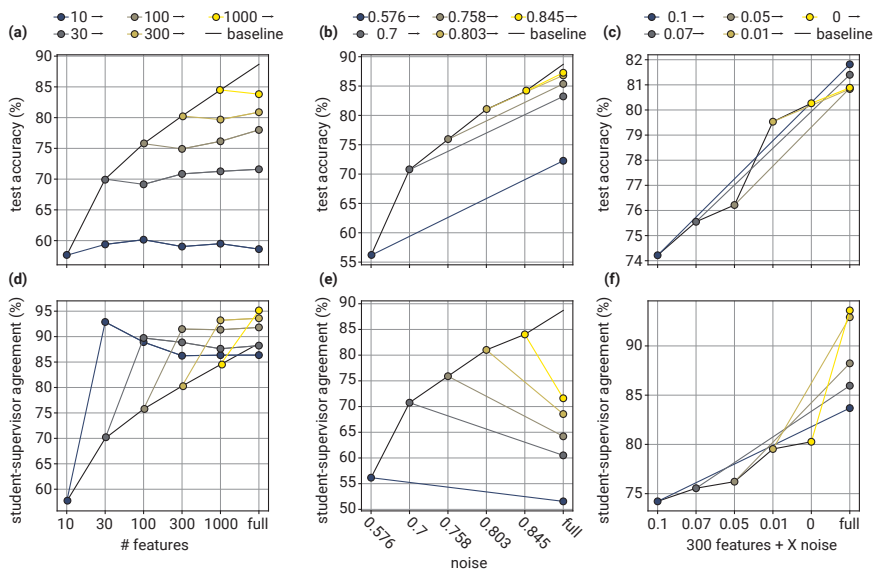 10 → 100 → 1000 →
30 → 300 → baseline
0.576 → 0.758 → 0.845 →
0.7 → 0.803 → baseline
0.1 → 0.05 → 0 →
0.07 → 0.01 → baseline
(a)
test accuracy (%)
90
85
80
75
70
65
60
(b)
test accuracy (%)
90
85
80
75
70
65
60
55
(c)
test accuracy (%)
82
81
80
79
78
77
76
75
74
(d)
student-supervisor agreement (%)
95
90
85
80
75
70
65
60
10 30 100 300 1000 full
# features
(e)
student-supervisor agreement (%)
90
85
80
75
70
65
60
55
50
0.576 0.7 0.758 0.803 0.845 full
noise
(f)
student-supervisor agreement (%)
90
85
80
75
0.1 0.07 0.05 0.01 0 full
300 features + X noise